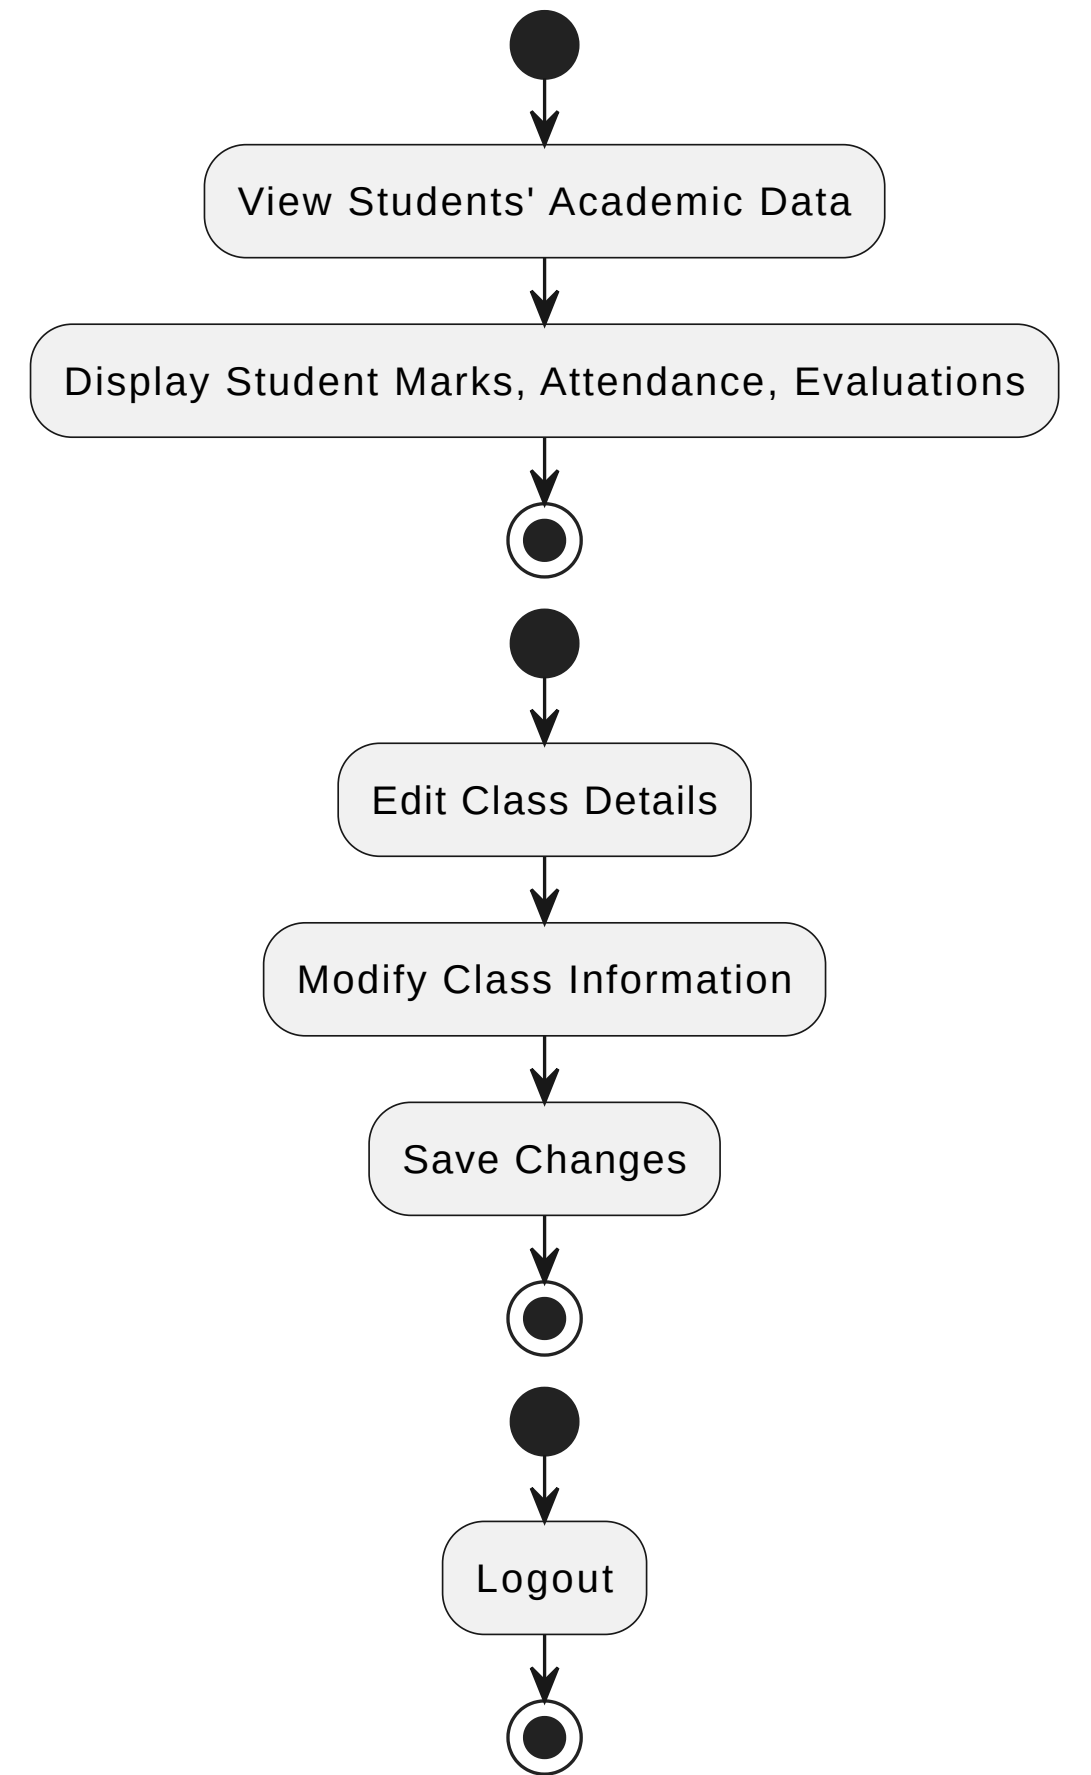 View Students' Academic Data
Display Student Marks, Attendance, Evaluations
Edit Class Details
Modify Class Information
Save Changes
Logout